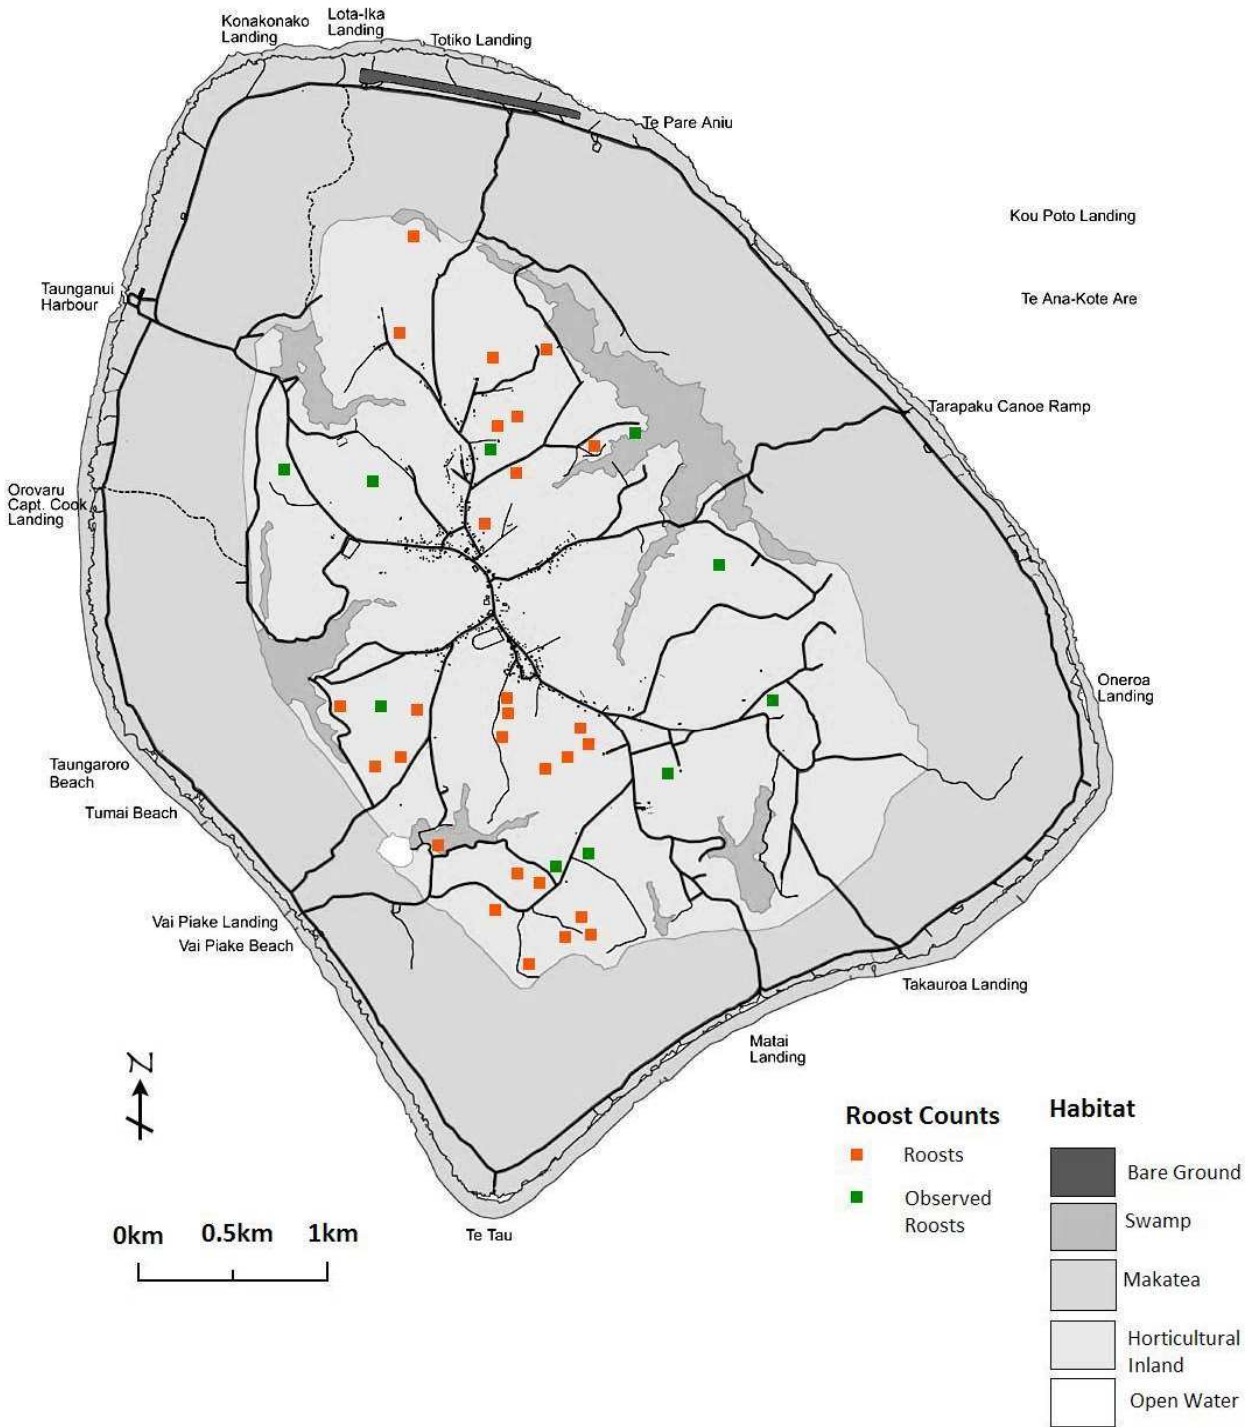 Konakonako
Landing
Lota-Ika
Landing
Totiko Landing
Te Pare Aniu
Kou Poto Landing
Taunganui
Harbour
Te Ana-Kote Are
Tarapaku Canoe Ramp
Orovaru
Capt. Cook
Landing
Oneroa
Landing
Taungaroro
Beach
Tumai Beach
Vai Piake Landing
Vai Piake Beach
Takauroa Landing
Matai
Landing
N
Te Tau
0km 0.5km 1km
Roost Counts
Roosts
Observed
Roosts
Habitat
Bare Ground
Swamp
Makatea
Horticultural
Inland
Open Water